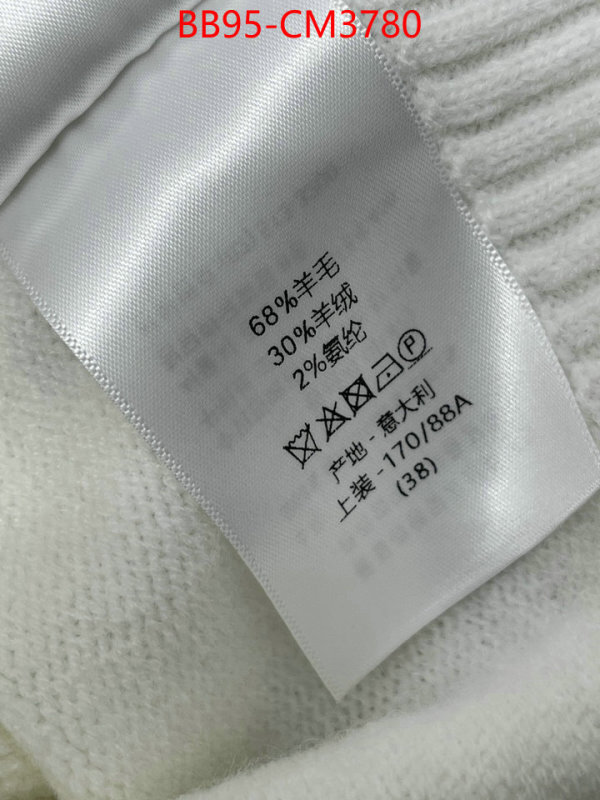 BB95-CM3780
68%羊毛
30%羊绒
2%氨纶
P
产地-意大利
上装-170/88A
(38)